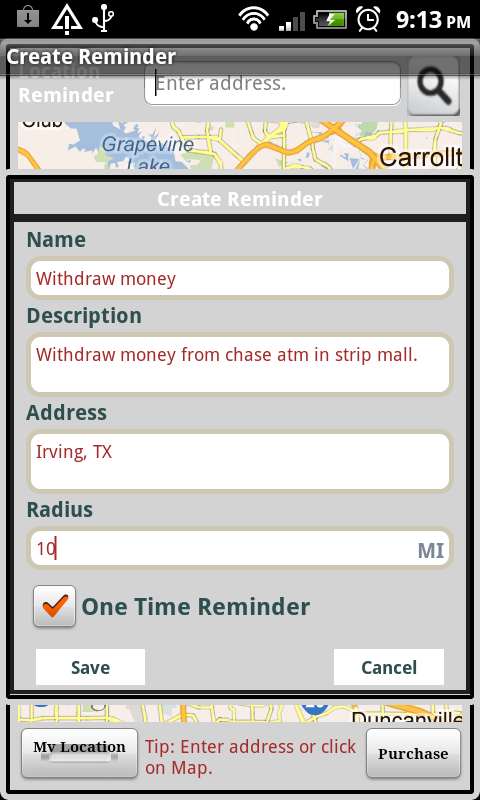 9:13 PM
Create Reminder
Location
Reminder
Enter address.
Club
Grapevine
Lake
Carrollt
Create Reminder
Name
Withdraw money
Description
Withdraw money from chase atm in strip mall.
Address
Irving, TX
Radius
10
MI
One Time Reminder
Save
Cancel
Duncanville
My Location
Tip: Enter address or click
on Map.
Purchase